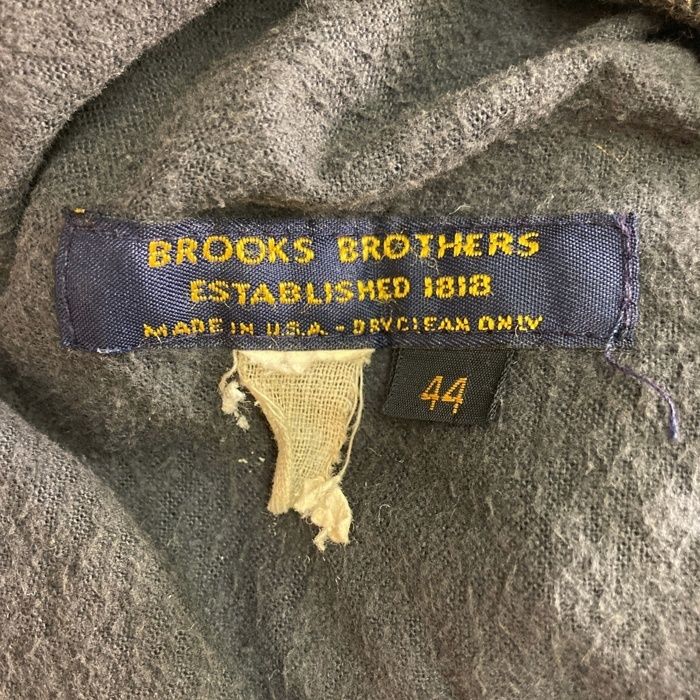 BROOKS BROTHERS
ESTABLISHED 1818
MADE IN U.S.A. - DRYCLEAN ONLY
44